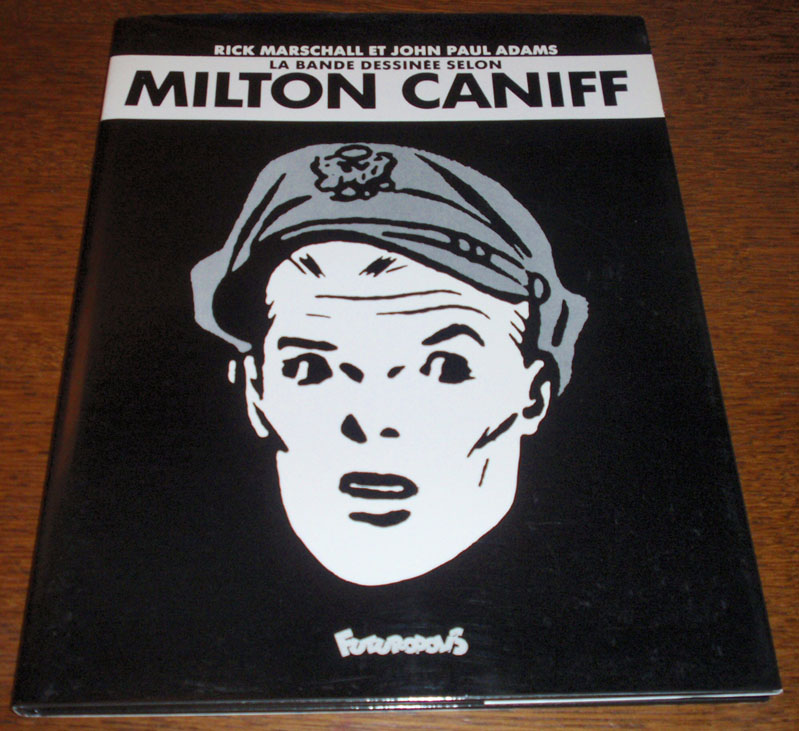 RICK MARSCHALL ET JOHN PAUL ADAMS
LA BANDE DESSINÉE SELON
MILTON CANIFF
FUTUROPOLIS